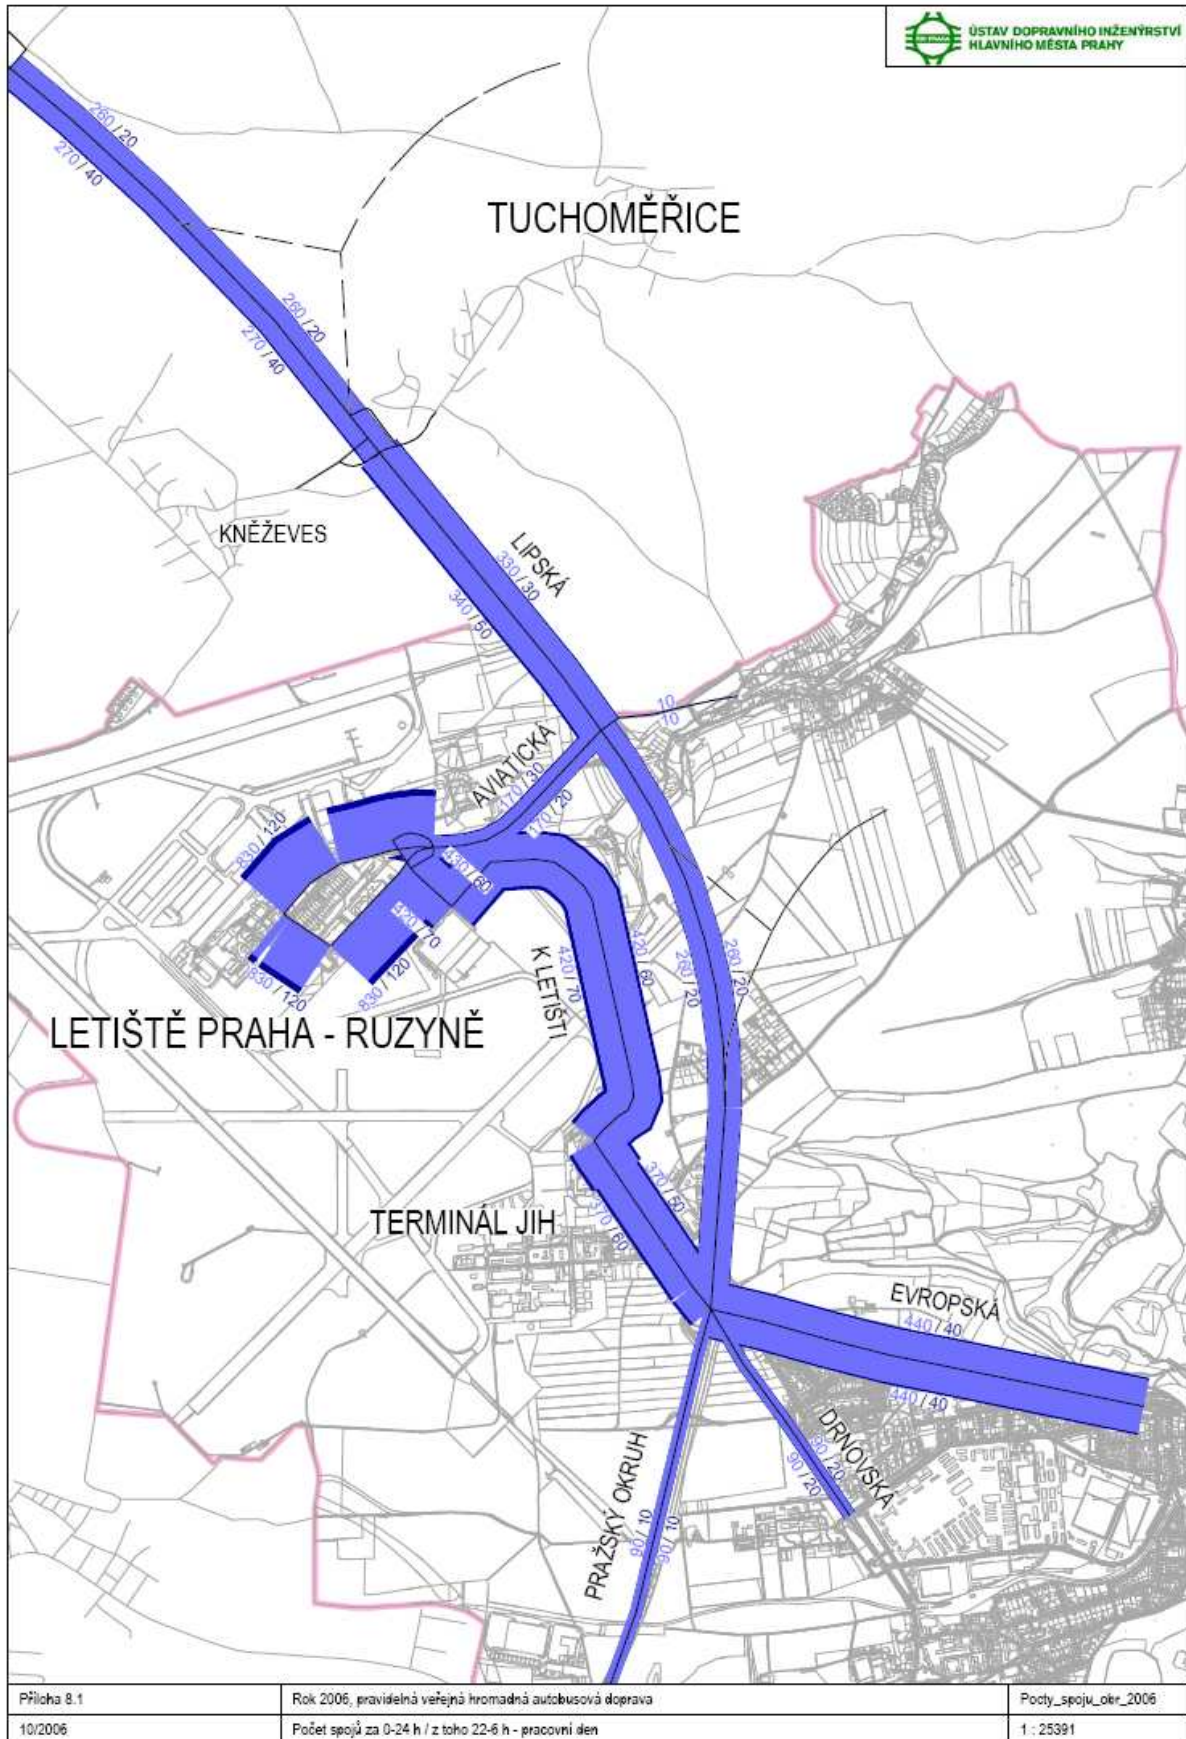 ÚSTAV DOPRAVNÍHO INŽENÝRSTVÍ
HLAVNÍHO MĚSTA PRAHY
260 / 20
270 / 40
TUCHOMĚŘICE
260 / 20
270 / 40
KNĚŽEVES
LIPSKÁ
330 / 30
340 / 60
10
10
AVIATICKÁ
170 / 30
170 / 20
830 / 120
430 / 60
420 / 70
830 / 120
830 / 120
K LETIŠTI
420 / 70
420 / 60
260 / 20
260 / 20
LETIŠTĚ PRAHA - RUZYNĚ
370 / 50
370 / 60
TERMINÁL JIH
EVROPSKÁ
440 / 40
440 / 40
DRNOVSKÁ
90 / 20
90 / 20
PRAŽSKÝ OKRUH
90 / 10
90 / 10
Příloha 8.1
Rok 2006, pravidelná veřejná hromadná autobusová doprava
Pocty_spoju_okr_2006
10/2006
Počet spojů za 0-24 h / z toho 22-6 h - pracovní den
1 : 25391